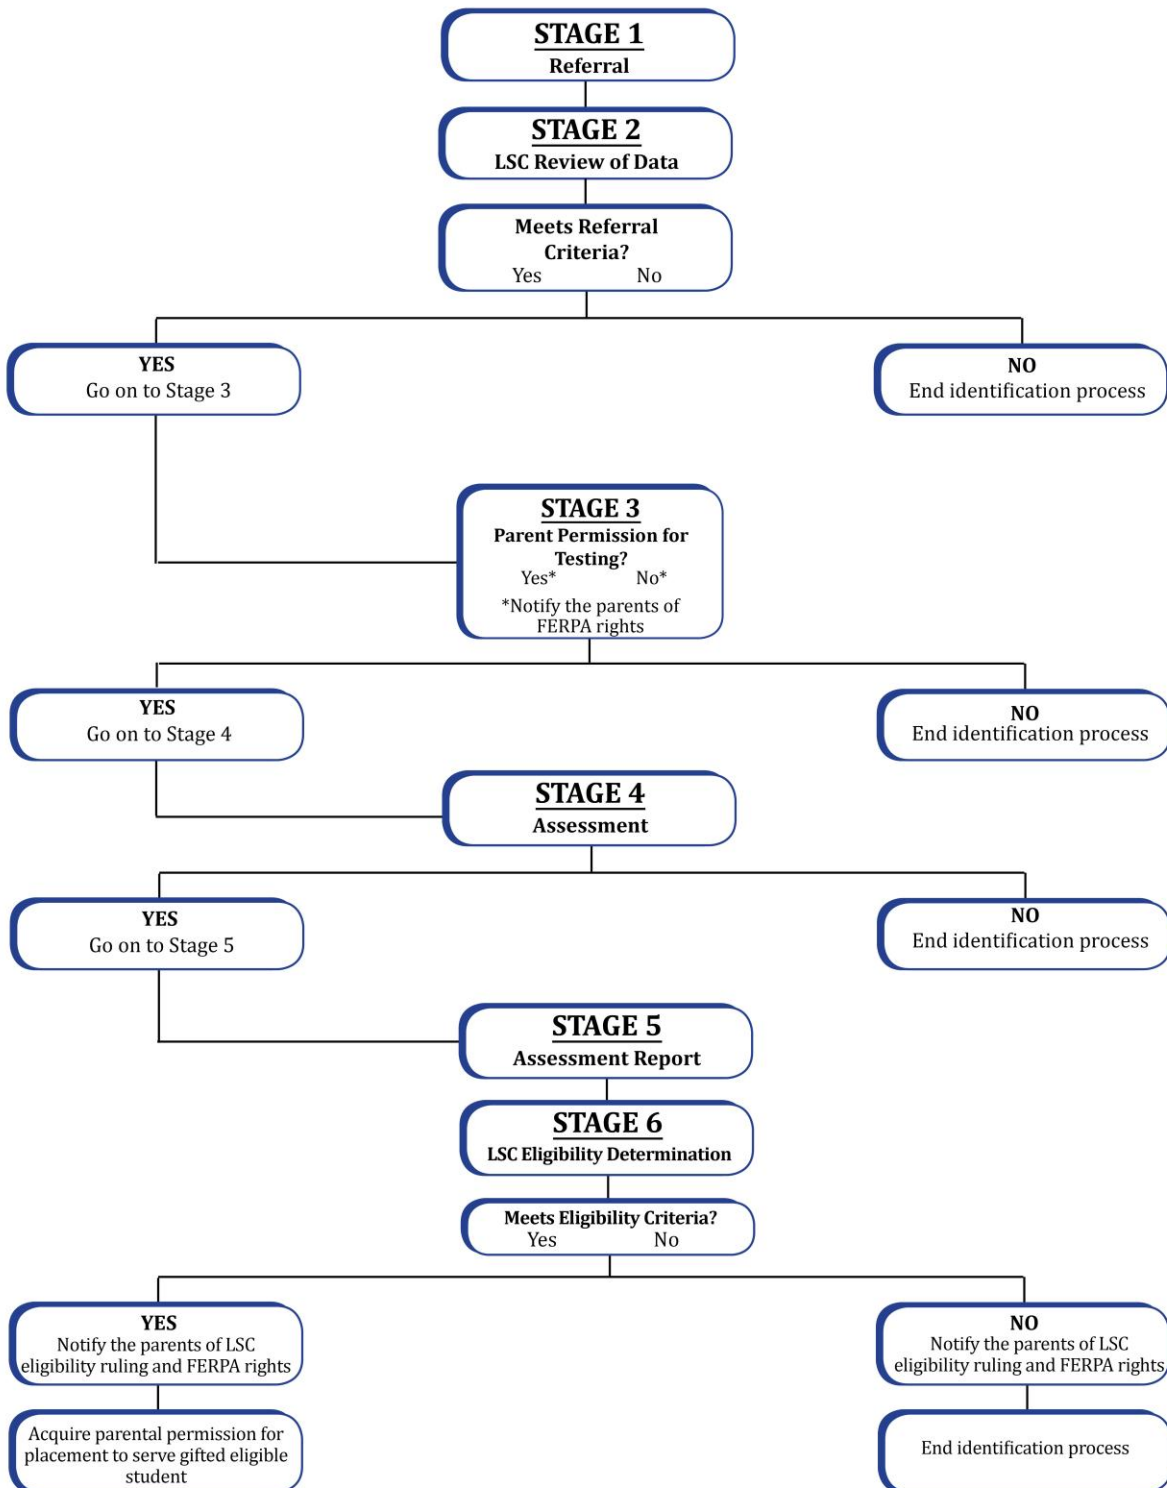 STAGE 1
Referral
STAGE 2
LSC Review of Data
Meets Referral
Criteria?
Yes No
YES
Go on to Stage 3
NO
End identification process
STAGE 3
Parent Permission for
Testing?
Yes* No*
*Notify the parents of
FERPA rights
YES
Go on to Stage 4
NO
End identification process
STAGE 4
Assessment
YES
Go on to Stage 5
NO
End identification process
STAGE 5
Assessment Report
STAGE 6
LSC Eligibility Determination
Meets Eligibility Criteria?
Yes No
YES
Notify the parents of LSC
eligibility ruling and FERPA rights
NO
Notify the parents of LSC
eligibility ruling and FERPA rights
Acquire parental permission for
placement to serve gifted eligible
student
End identification process